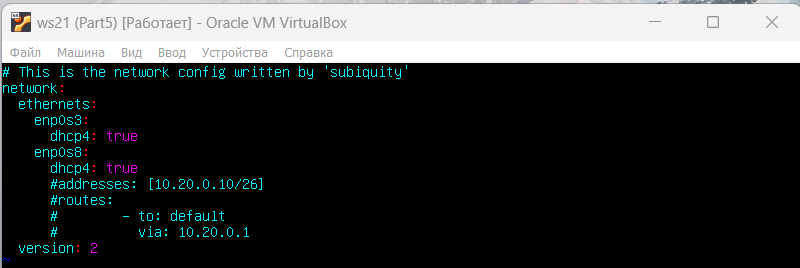 ws21 (Part5) [Работает] - Oracle VM VirtualBox
Файл Машина Вид Ввод Устройства Справка
# This is the network config written by 'subiquity'
network:
  ethernets:
    enp0s3:
      dhcp4: true
    enp0s8:
      dhcp4: true
      #addresses: [10.20.0.10/26]
      #routes:
      #        - to: default
      #          via: 10.20.0.1
  version: 2
~